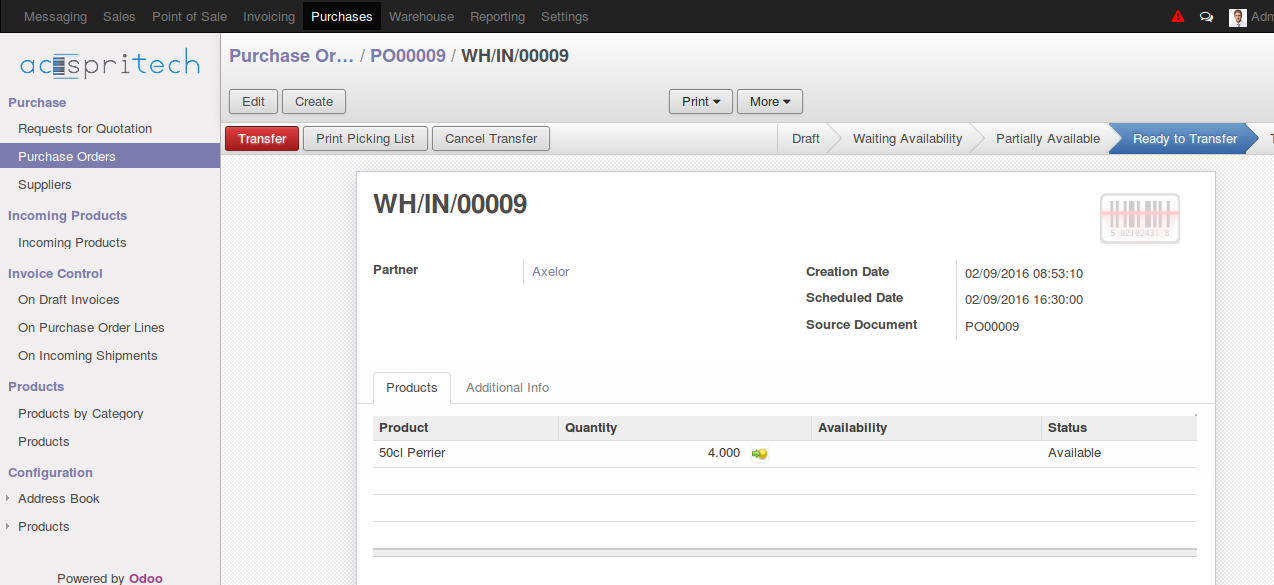 Messaging Sales Point of Sale Invoicing Purchases Warehouse Reporting Settings
acespritech
Purchase
Requests for Quotation
Purchase Orders
Suppliers
Incoming Products
Incoming Products
Invoice Control
On Draft Invoices
On Purchase Order Lines
On Incoming Shipments
Products
Products by Category
Products
Configuration
Address Book
Products
Powered by Odoo
Purchase Or... / PO00009 / WH/IN/00009
Edit Create Print More
Transfer Print Picking List Cancel Transfer Draft Waiting Availability Partially Available Ready to Transfer
WH/IN/00009
Partner Axelor
Creation Date 02/09/2016 08:53:10
Scheduled Date 02/09/2016 16:30:00
Source Document PO00009
Products Additional Info
Product Quantity Availability Status
50cl Perrier 4.000 Available